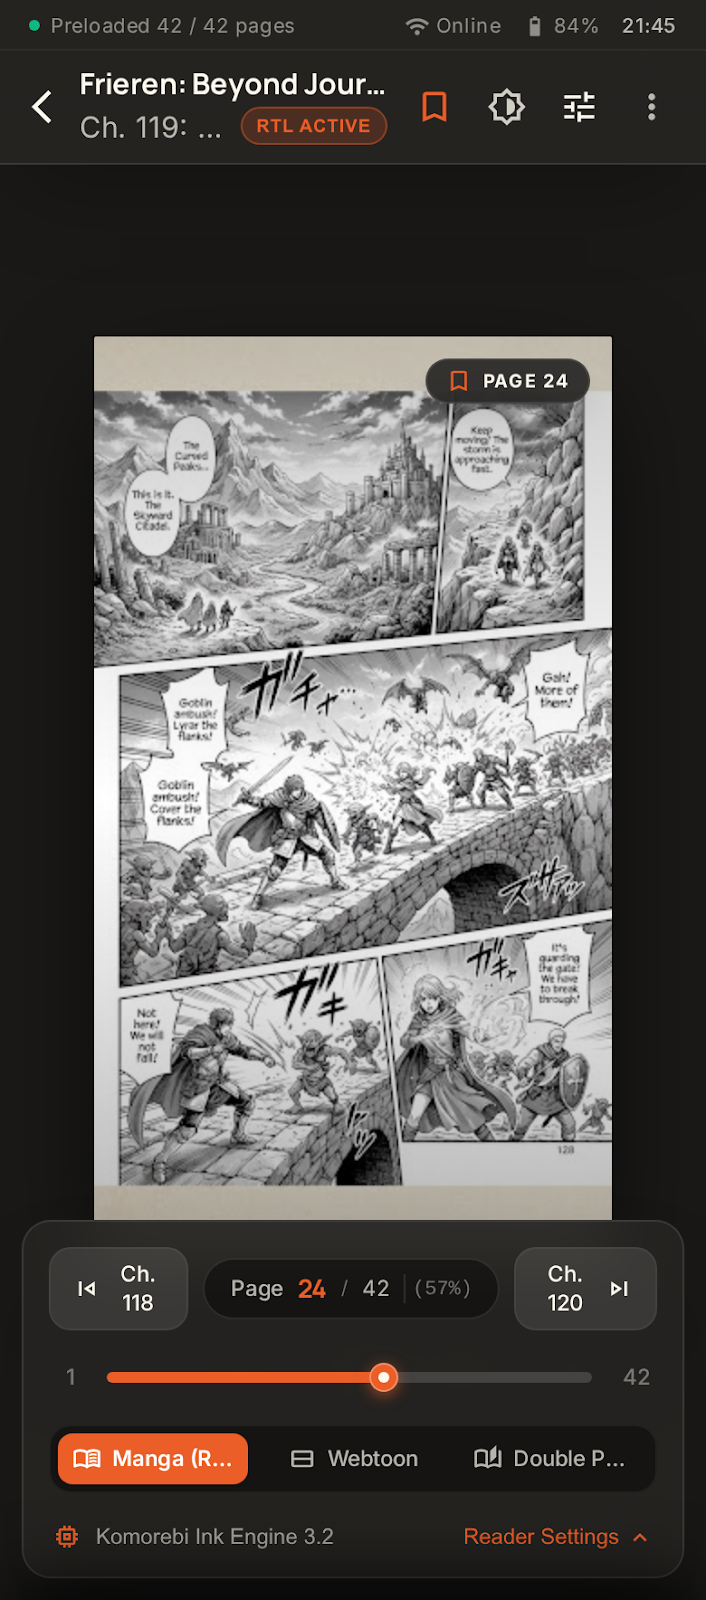 Preloaded 42 / 42 pages
Online
84%
21:45
Frieren: Beyond Jour...
Ch. 119: ...
RTL ACTIVE
PAGE 24
Keep
moving! The
storm is
approaching
fast.
The
Cursed
Peaks...
This is it.
The
Skyward
Citadel.
ガチャ...
Gah!
More of
them!
Goblin
ambush!
Lyrar the
flanks!
Goblin
ambush!
Cover the
flanks!
ガキャ
It's
guarding
the gate!
We have
to break
through!
ガキ
Not
here!
We will
not
fall!
128
Ch.
118
Page 24 / 42 (57%)
Ch.
120
1
42
Manga (R...
Webtoon
Double P...
Komorebi Ink Engine 3.2
Reader Settings